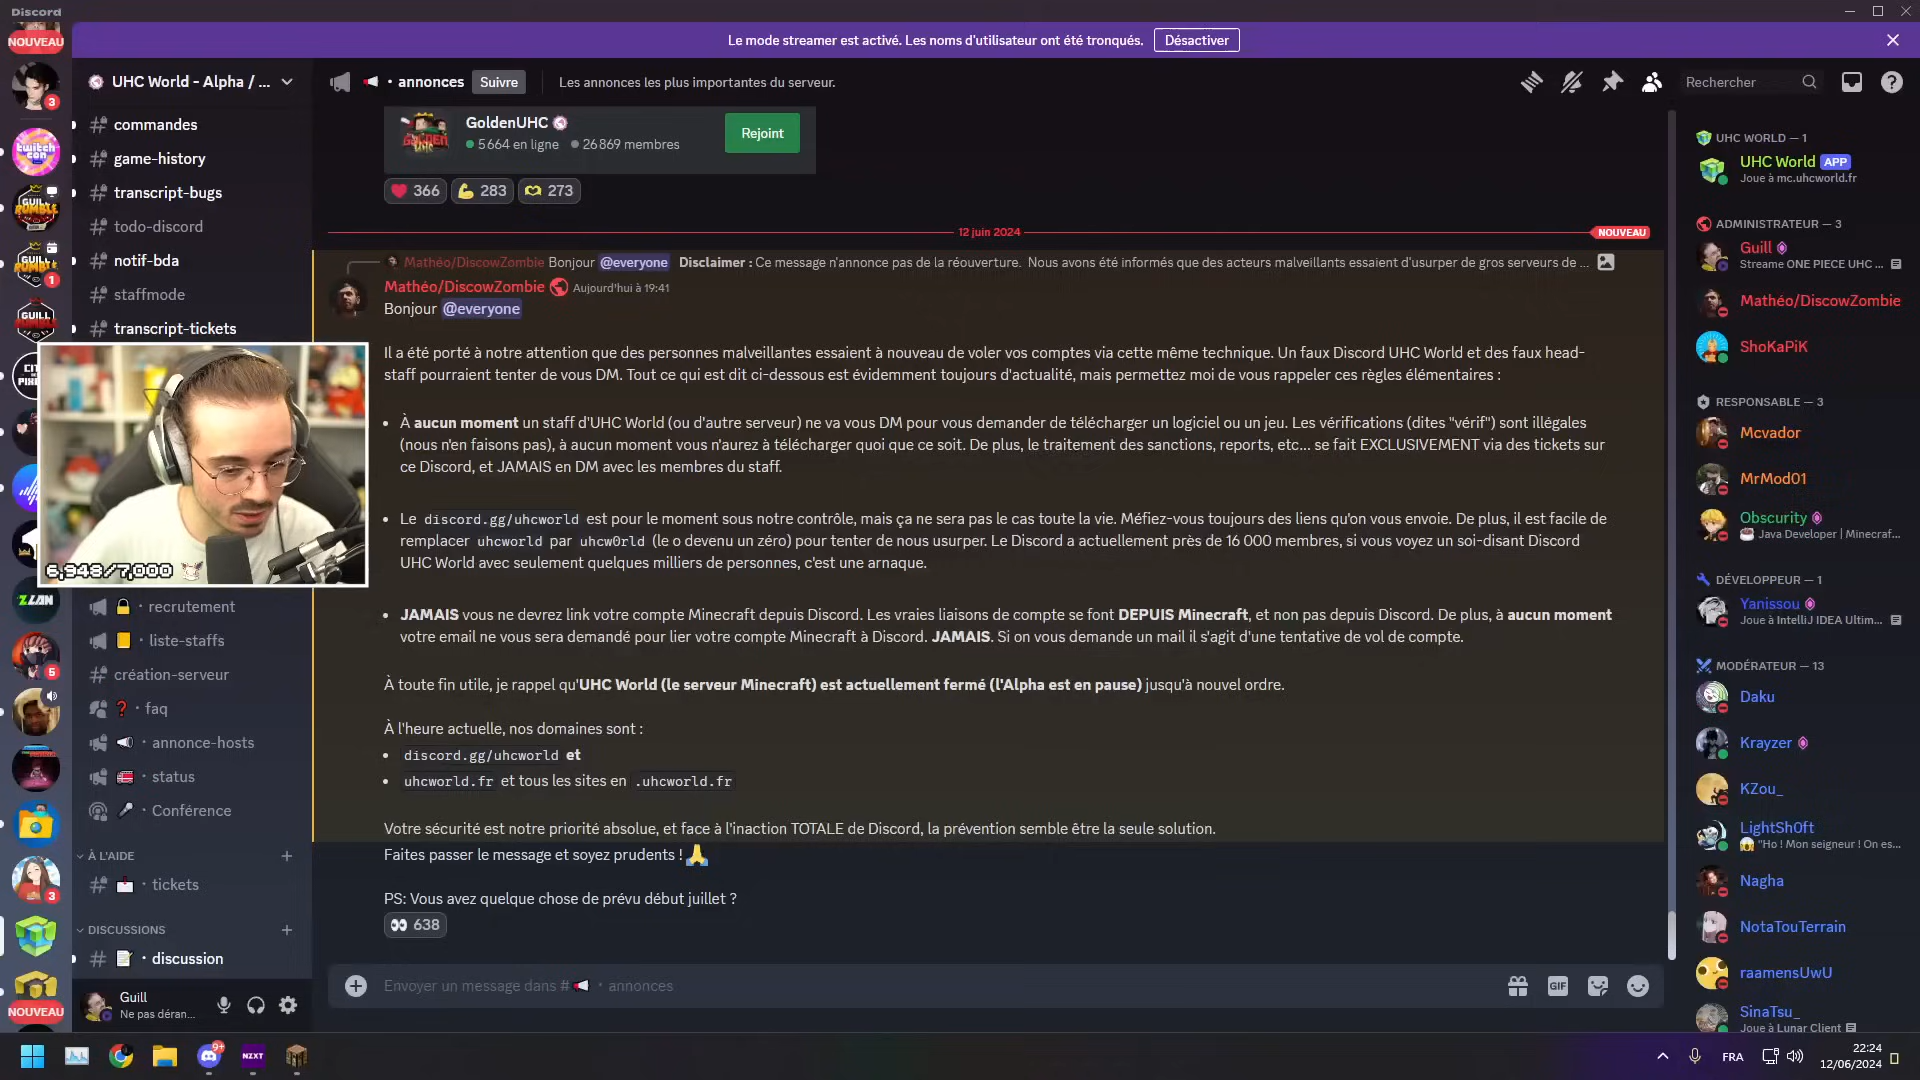 Discord
NOUVEAU
Le mode streamer est activé. Les noms d'utilisateur ont été tronqués.
Désactiver
UHC World - Alpha / ...
annonces
Suivre
Les annonces les plus importantes du serveur.
Rechercher
3
commandes
game-history
transcript-bugs
todo-discord
notif-bda
staffmode
transcript-tickets
GoldenUHC
5 664 en ligne 26 869 membres
Rejoint
366 283 273
12 juin 2024
NOUVEAU
Mathéo/DiscowZombie Bonjour @everyone Disclaimer : Ce message n'annonce pas de la réouverture. Nous avons été informés que des acteurs malveillants essaient d'usurper de gros serveurs de ...
Mathéo/DiscowZombie Aujourd'hui à 19:41
Bonjour @everyone
Il a été porté à notre attention que des personnes malveillantes essaient à nouveau de voler vos comptes via cette même technique. Un faux Discord UHC World et des faux head-
staff pourraient tenter de vous DM. Tout ce qui est dit ci-dessous est évidemment toujours d'actualité, mais permettez moi de vous rappeler ces règles élémentaires :
• À aucun moment un staff d'UHC World (ou d'autre serveur) ne va vous DM pour vous demander de télécharger un logiciel ou un jeu. Les vérifications (dites "vérif") sont illégales
(nous n'en faisons pas), à aucun moment vous n'aurez à télécharger quoi que ce soit. De plus, le traitement des sanctions, reports, etc... se fait EXCLUSIVEMENT via des tickets sur
ce Discord, et JAMAIS en DM avec les membres du staff.
• Le discord.gg/uhcworld est pour le moment sous notre contrôle, mais ça ne sera pas le cas toute la vie. Méfiez-vous toujours des liens qu'on vous envoie. De plus, il est facile de
remplacer uhcworld par uhcw0rld (le o devenu un zéro) pour tenter de nous usurper. Le Discord a actuellement près de 16 000 membres, si vous voyez un soi-disant Discord
UHC World avec seulement quelques milliers de personnes, c'est une arnaque.
• JAMAIS vous ne devrez link votre compte Minecraft depuis Discord. Les vraies liaisons de compte se font DEPUIS Minecraft, et non pas depuis Discord. De plus, à aucun moment
votre email ne vous sera demandé pour lier votre compte Minecraft à Discord. JAMAIS. Si on vous demande un mail il s'agit d'une tentative de vol de compte.
À toute fin utile, je rappel qu'UHC World (le serveur Minecraft) est actuellement fermé (l'Alpha est en pause) jusqu'à nouvel ordre.
À l'heure actuelle, nos domaines sont :
• discord.gg/uhcworld et
• uhcworld.fr et tous les sites en .uhcworld.fr
Votre sécurité est notre priorité absolue, et face à l'inaction TOTALE de Discord, la prévention semble être la seule solution.
Faites passer le message et soyez prudents !
PS: Vous avez quelque chose de prévu début juillet ?
638
Envoyer un message dans # annonces
GIF
6,948/7,000
recrutement
liste-staffs
création-serveur
faq
annonce-hosts
status
Conférence
À L'AIDE
tickets
DISCUSSIONS
discussion
Guill
Ne pas déran...
NOUVEAU
twitch
con
GUILL
RUMBLE
GUILL
RUMBLE
1
ZLAN
5
3
UHC WORLD — 1
UHC World APP
Joue à mc.uhcworld.fr
ADMINISTRATEUR — 3
Guill
Streame ONE PIECE UHC ...
Mathéo/DiscowZombie
ShoKaPiK
RESPONSABLE — 3
Mcvador
MrMod01
Obscurity
Java Developer | Minecraf...
DÉVELOPPEUR — 1
Yanissou
Joue à IntelliJ IDEA Ultim...
MODÉRATEUR — 13
Daku
Krayzer
KZou_
LightSh0ft
"Ho ! Mon seigneur ! On es...
Nagha
NotaTouTerrain
raamensUwU
SinaTsu_
Joue à Lunar Client
9+
NZXT
FRA
22:24
12/06/2024